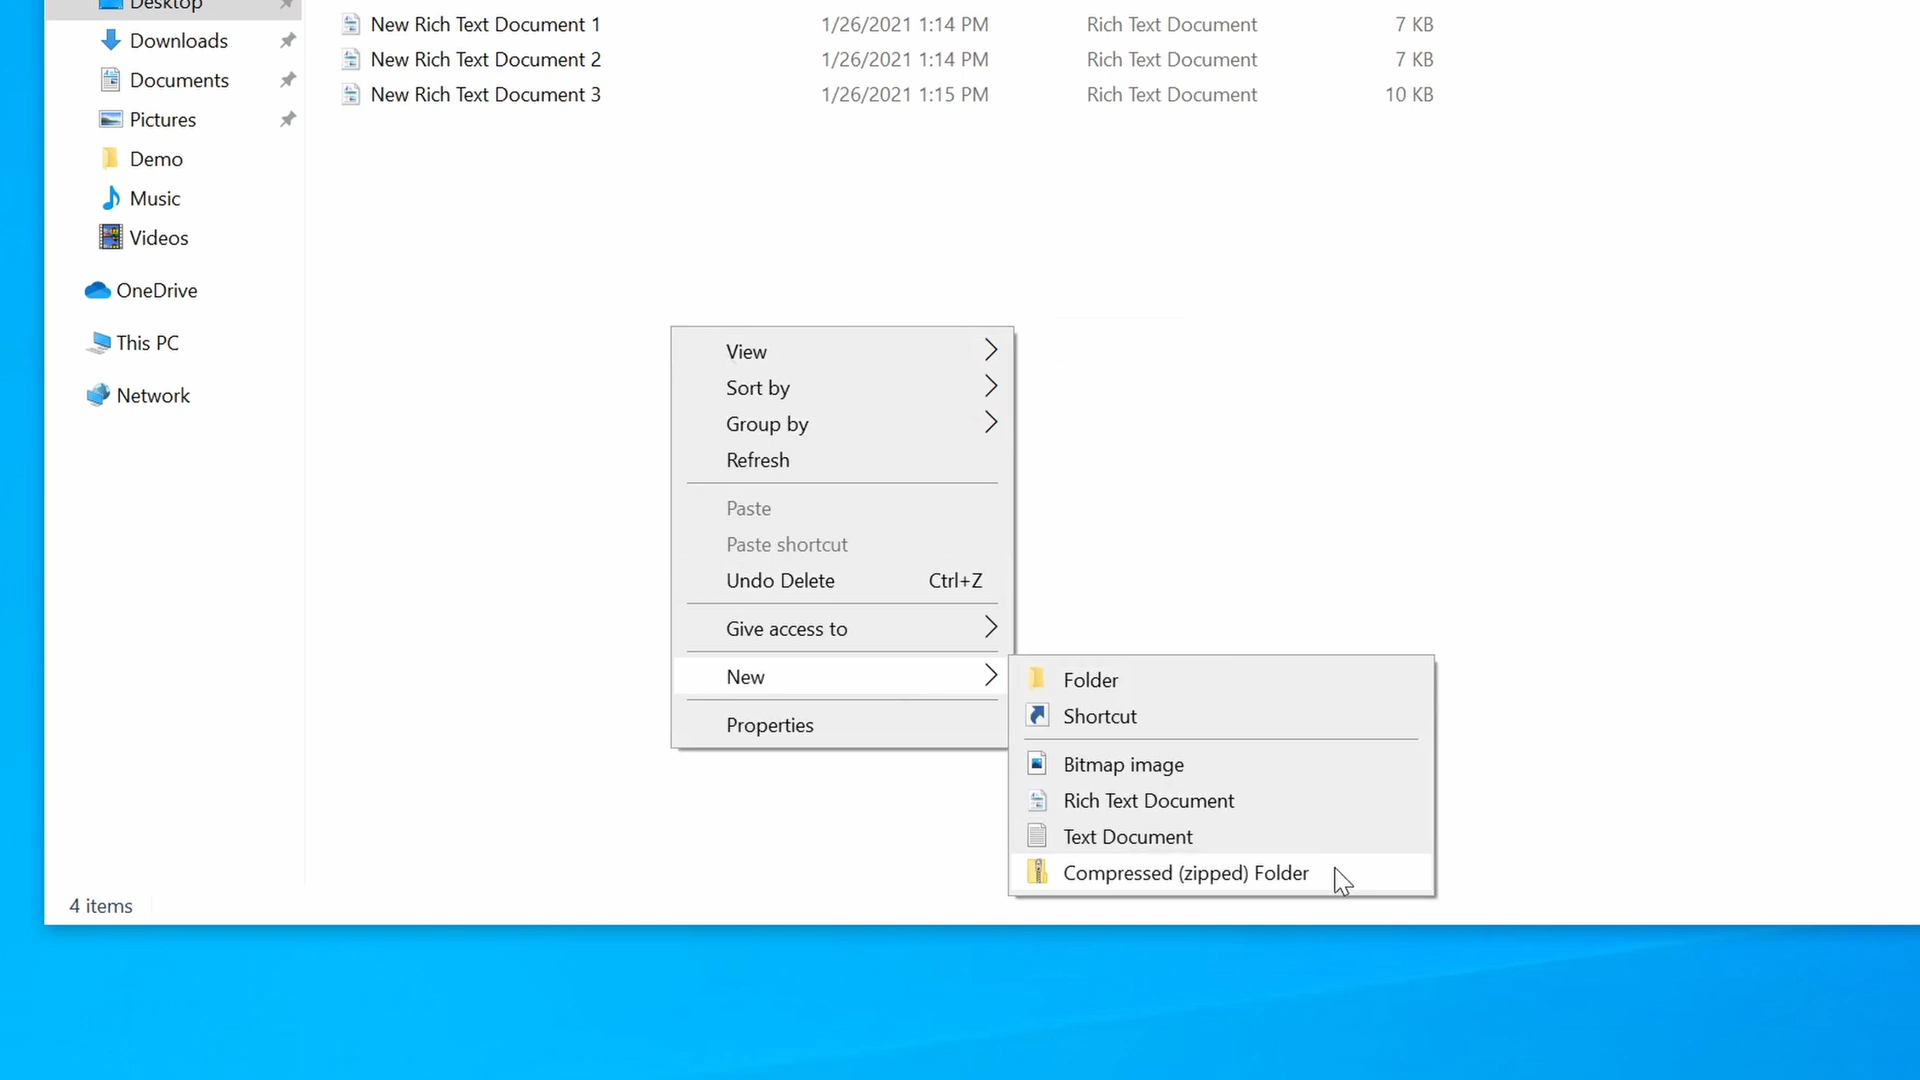 Desktop
New Rich Text Document 1 1/26/2021 1:14 PM Rich Text Document 7 KB
Downloads
New Rich Text Document 2 1/26/2021 1:14 PM Rich Text Document 7 KB
Documents
New Rich Text Document 3 1/26/2021 1:15 PM Rich Text Document 10 KB
Pictures
Demo
Music
Videos
OneDrive
This PC
Network
View
Sort by
Group by
Refresh
Paste
Paste shortcut
Undo Delete Ctrl+Z
Give access to
New
Properties
Folder
Shortcut
Bitmap image
Rich Text Document
Text Document
Compressed (zipped) Folder
4 items